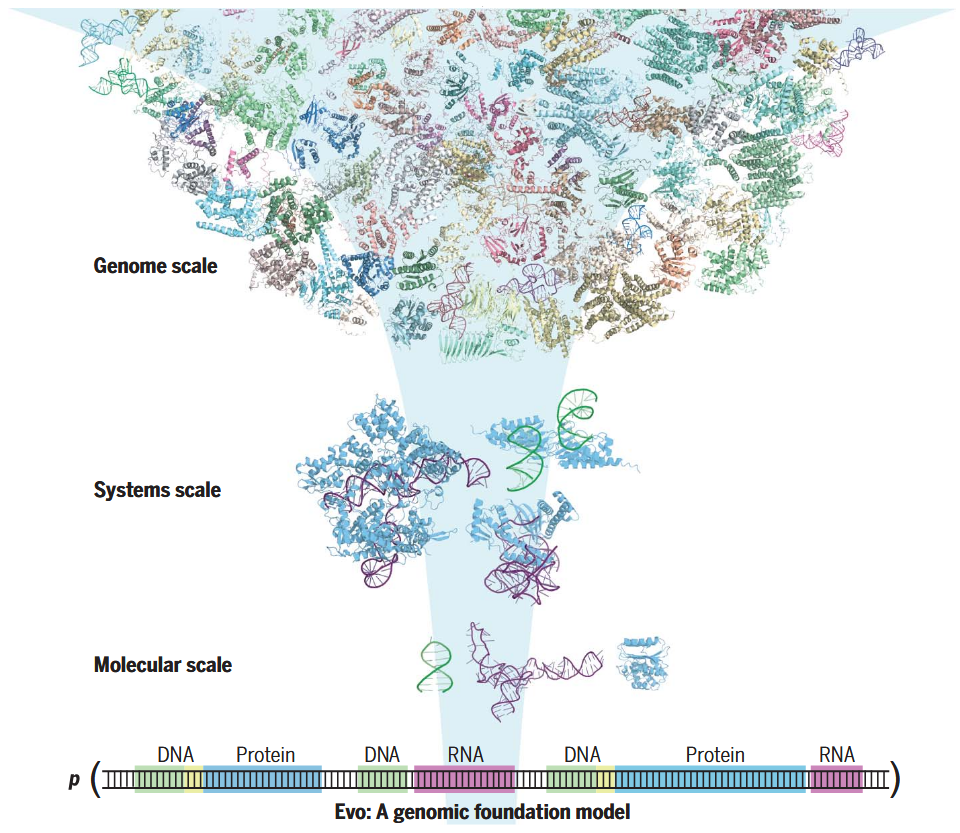 Genome scale
Systems scale
Molecular scale
DNA Protein DNA RNA DNA Protein RNA
p ( )
Evo: A genomic foundation model